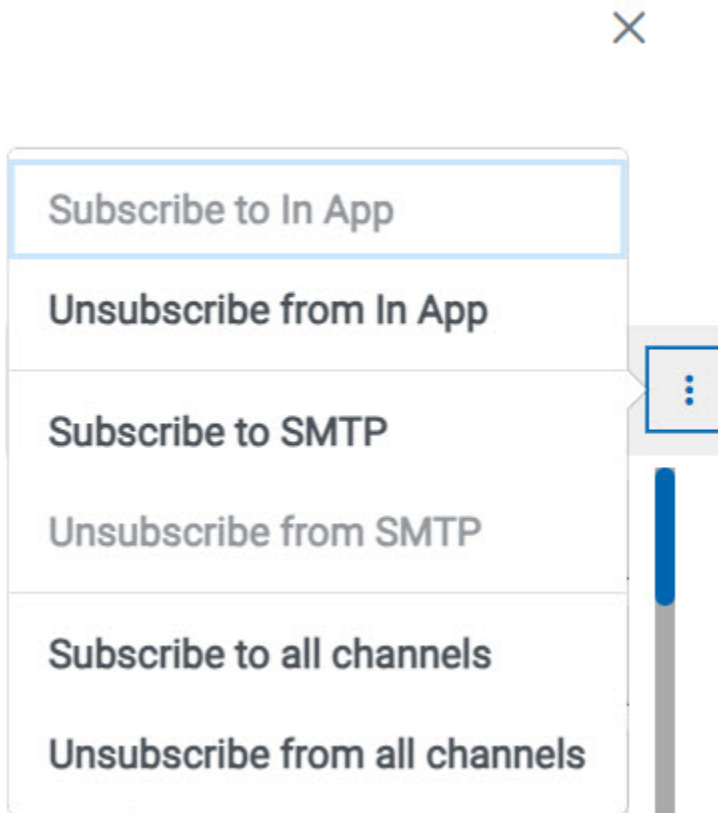 Subscribe to In App
Unsubscribe from In App
Subscribe to SMTP
Unsubscribe from SMTP
Subscribe to all channels
Unsubscribe from all channels